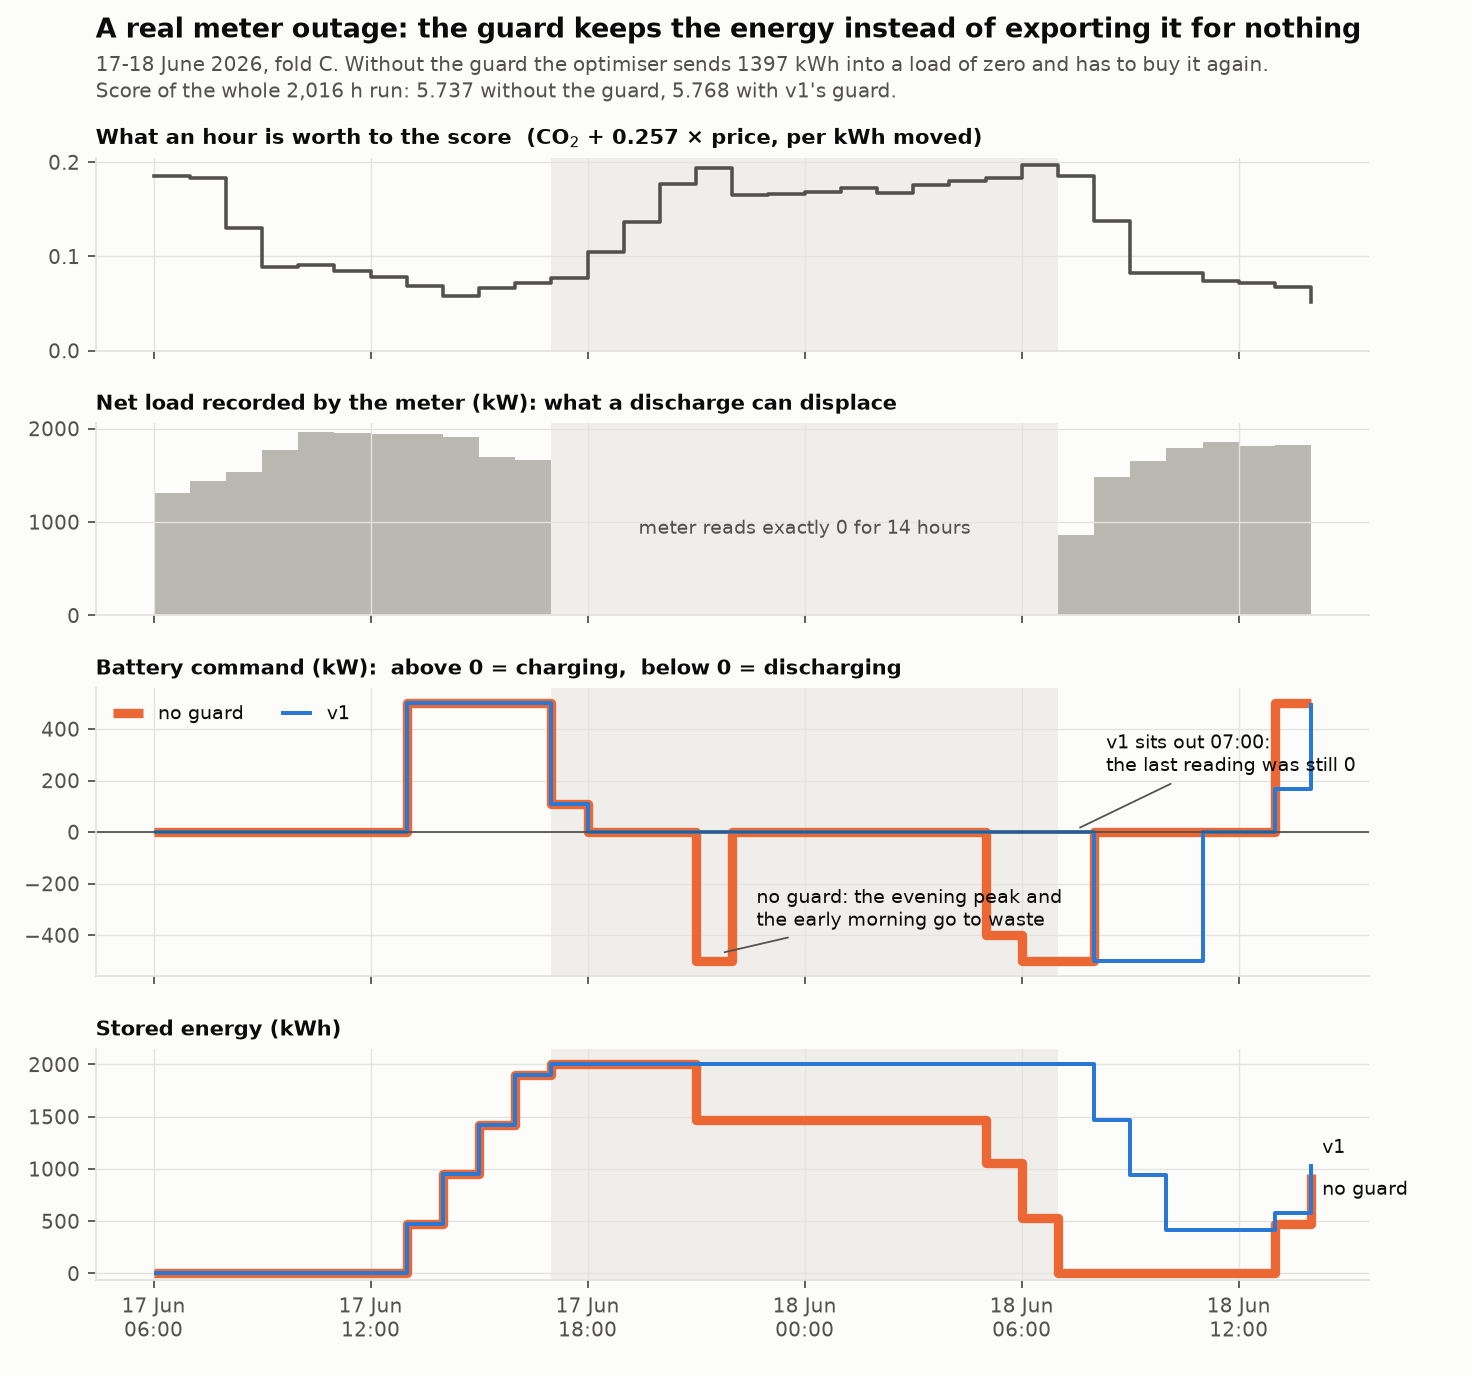 A real meter outage: the guard keeps the energy instead of exporting it for nothing
17-18 June 2026, fold C. Without the guard the optimiser sends 1397 kWh into a load of zero and has to buy it again.
Score of the whole 2,016 h run: 5.737 without the guard, 5.768 with v1's guard.
What an hour is worth to the score  (CO₂ + 0.257 × price, per kWh moved)
0.2
0.1
0.0
Net load recorded by the meter (kW): what a discharge can displace
2000
1000
0
meter reads exactly 0 for 14 hours
Battery command (kW):  above 0 = charging,  below 0 = discharging
no guard
v1
400
200
0
−200
−400
v1 sits out 07:00:
the last reading was still 0
no guard: the evening peak and
the early morning go to waste
Stored energy (kWh)
2000
1500
1000
500
0
v1
no guard
17 Jun
06:00
17 Jun
12:00
17 Jun
18:00
18 Jun
00:00
18 Jun
06:00
18 Jun
12:00